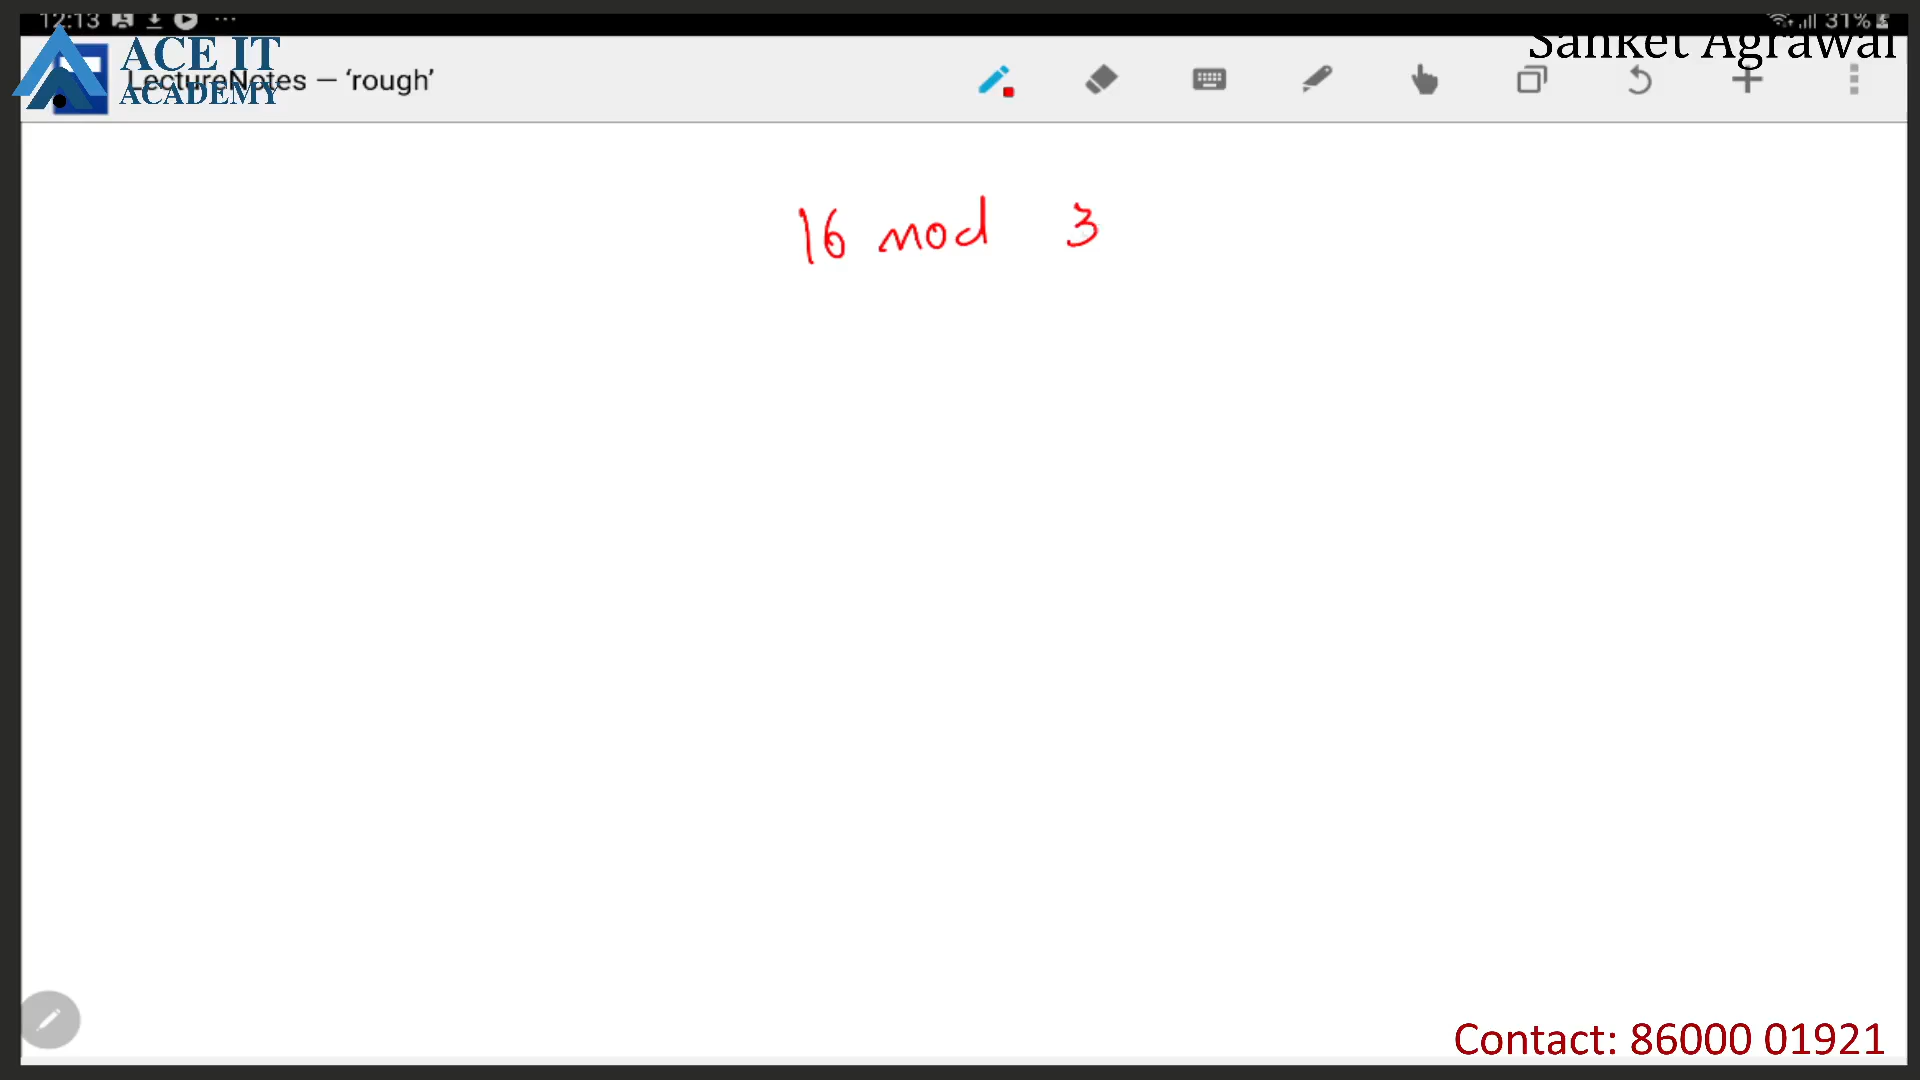 12:13 ... 31%
Sanket Agrawal
ACE IT
ACADEMY
LectureNotes — ‘rough’
16 mod 3
Contact: 86000 01921